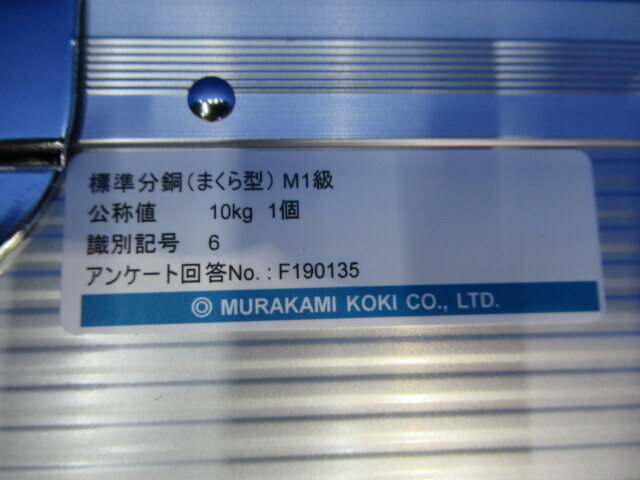 標準分銅（まくら型） M1級
公称値 10kg 1個
識別記号 6
アンケート回答No.：F190135
◎ MURAKAMI KOKI CO., LTD.